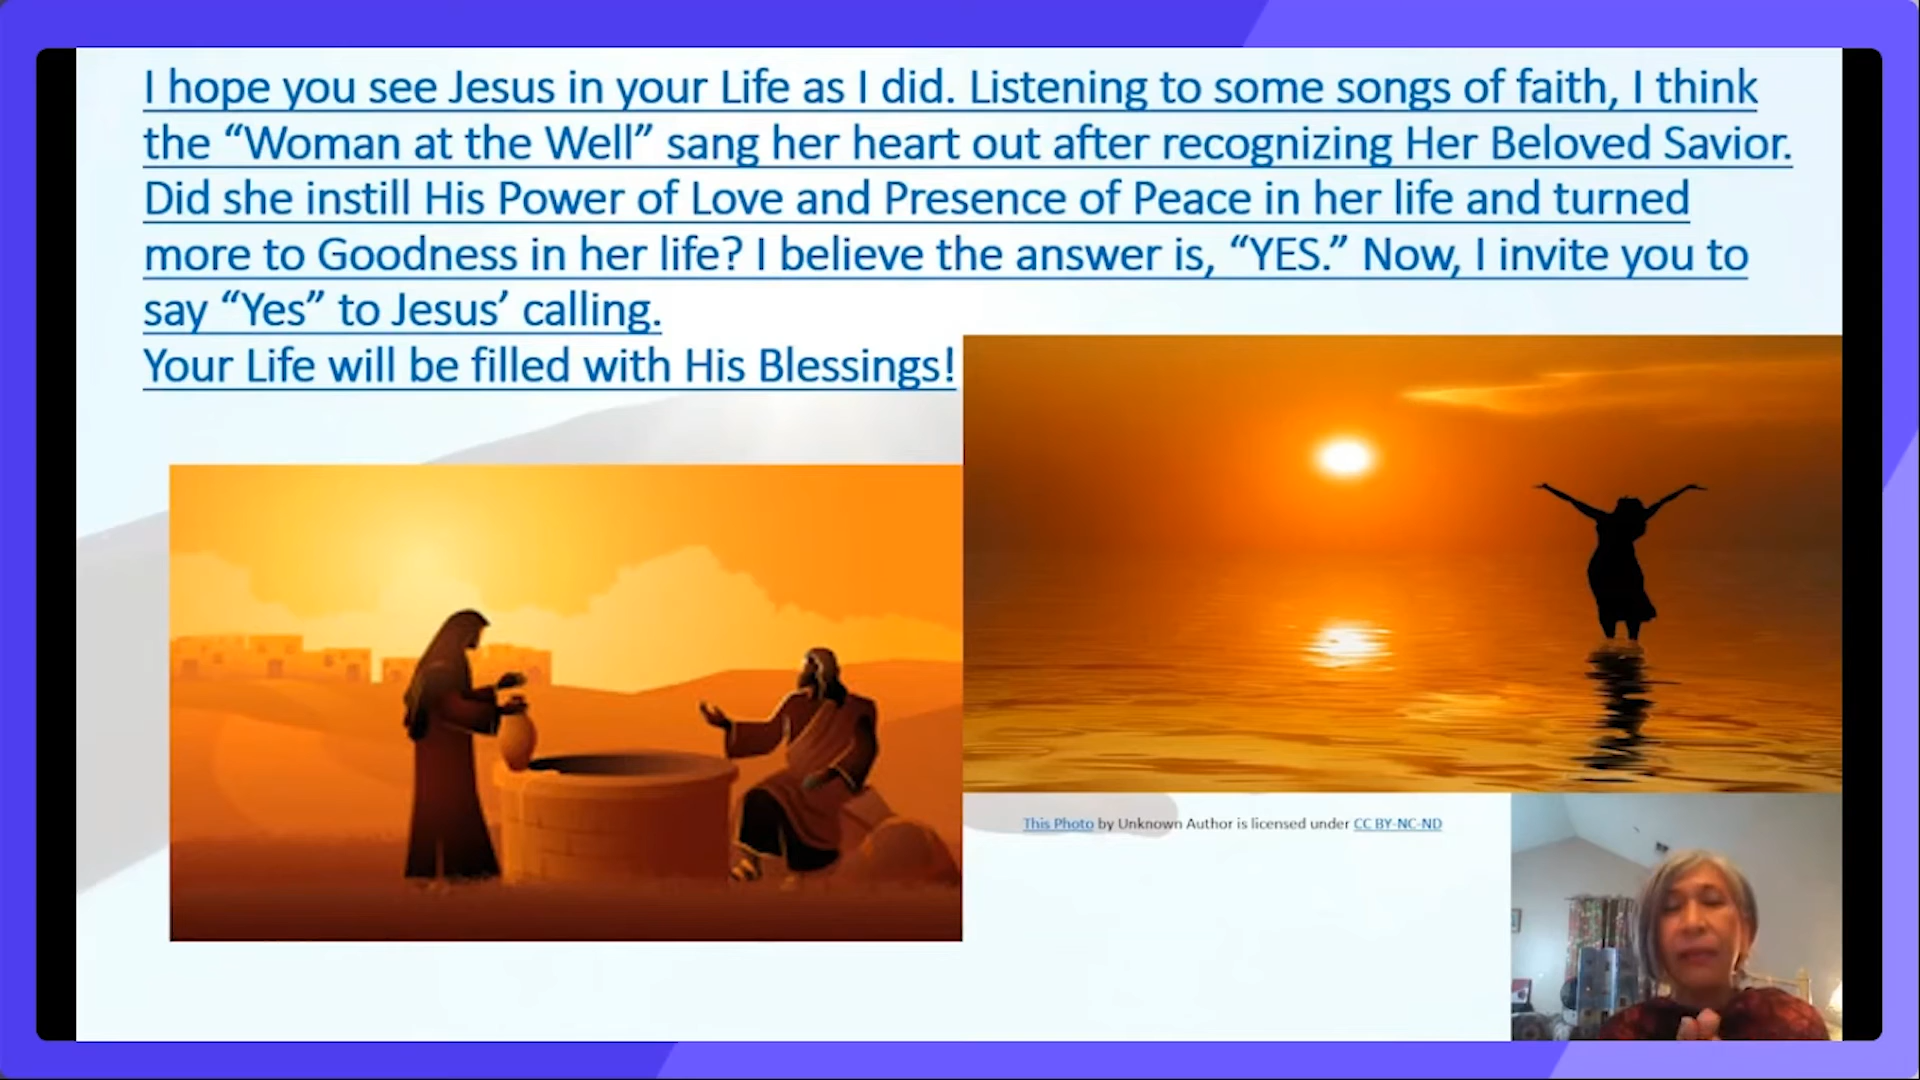 I hope you see Jesus in your Life as I did. Listening to some songs of faith, I think
the “Woman at the Well” sang her heart out after recognizing Her Beloved Savior.
Did she instill His Power of Love and Presence of Peace in her life and turned
more to Goodness in her life? I believe the answer is, “YES.” Now, I invite you to
say “Yes” to Jesus’ calling.
Your Life will be filled with His Blessings!
This Photo by Unknown Author is licensed under CC BY-NC-ND